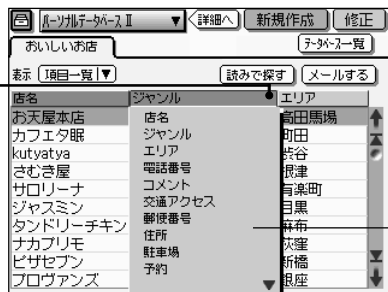 パーソナルデータベース II ▼ 詳細へ 新規作成 修正
おいしいお店 データベース一覧
表示 項目一覧 ▼ 読みで探す メールする
店名 ジャンル エリア
お天屋本店 高田馬場
カフェ夕眠 町田
kutyatya 渋谷
さむき屋 根津
サロリーナ 有楽町
ジャスミン 目黒
タンドリーチキン 麻布
ナカプリモ 荻窪
ピザセブン 新橋
プロヴァンズ 銀座
店名
ジャンル
エリア
電話番号
コメント
交通アクセス
郵便番号
住所
駐車場
予約